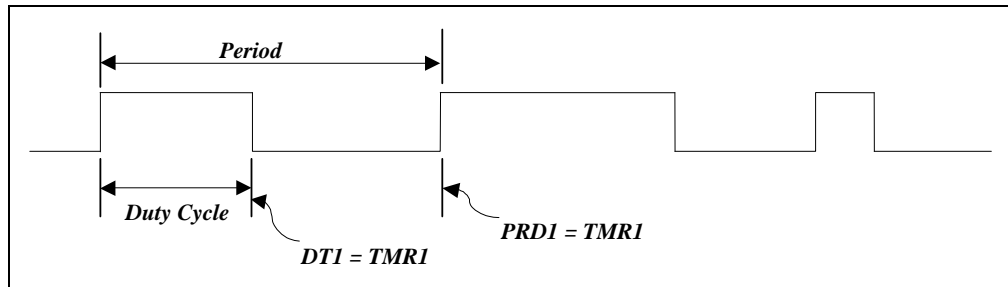 Period
Duty Cycle
PRD1 = TMR1
DT1 = TMR1